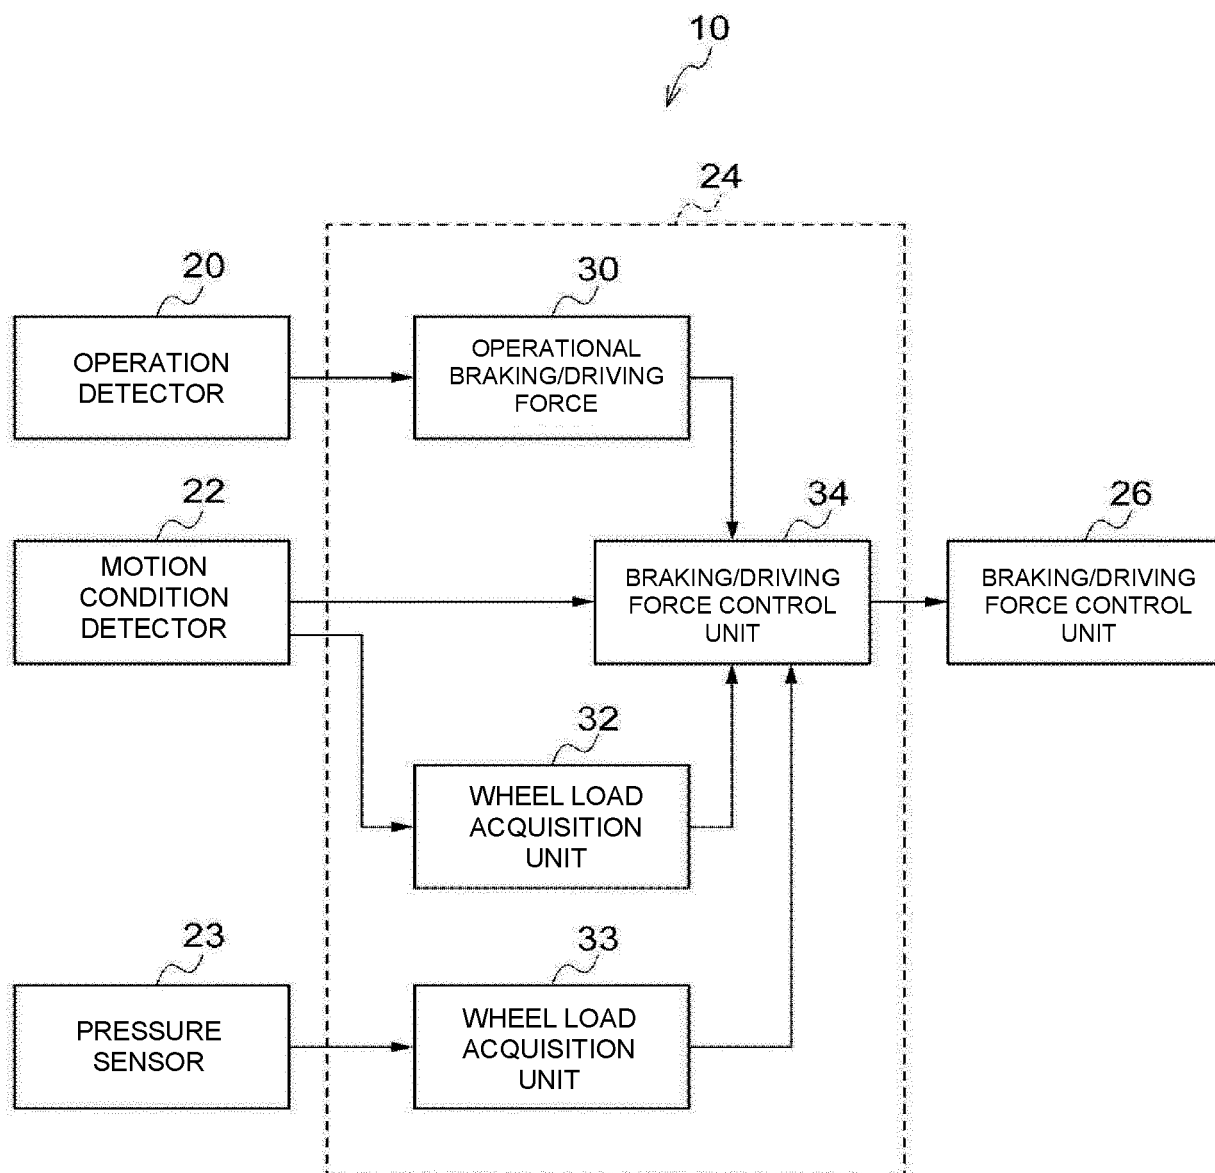 10
24
20
OPERATION
DETECTOR
30
OPERATIONAL
BRAKING/DRIVING
FORCE
22
MOTION
CONDITION
DETECTOR
34
BRAKING/DRIVING
FORCE CONTROL
UNIT
26
BRAKING/DRIVING
FORCE CONTROL
UNIT
32
WHEEL LOAD
ACQUISITION
UNIT
23
PRESSURE
SENSOR
33
WHEEL LOAD
ACQUISITION
UNIT